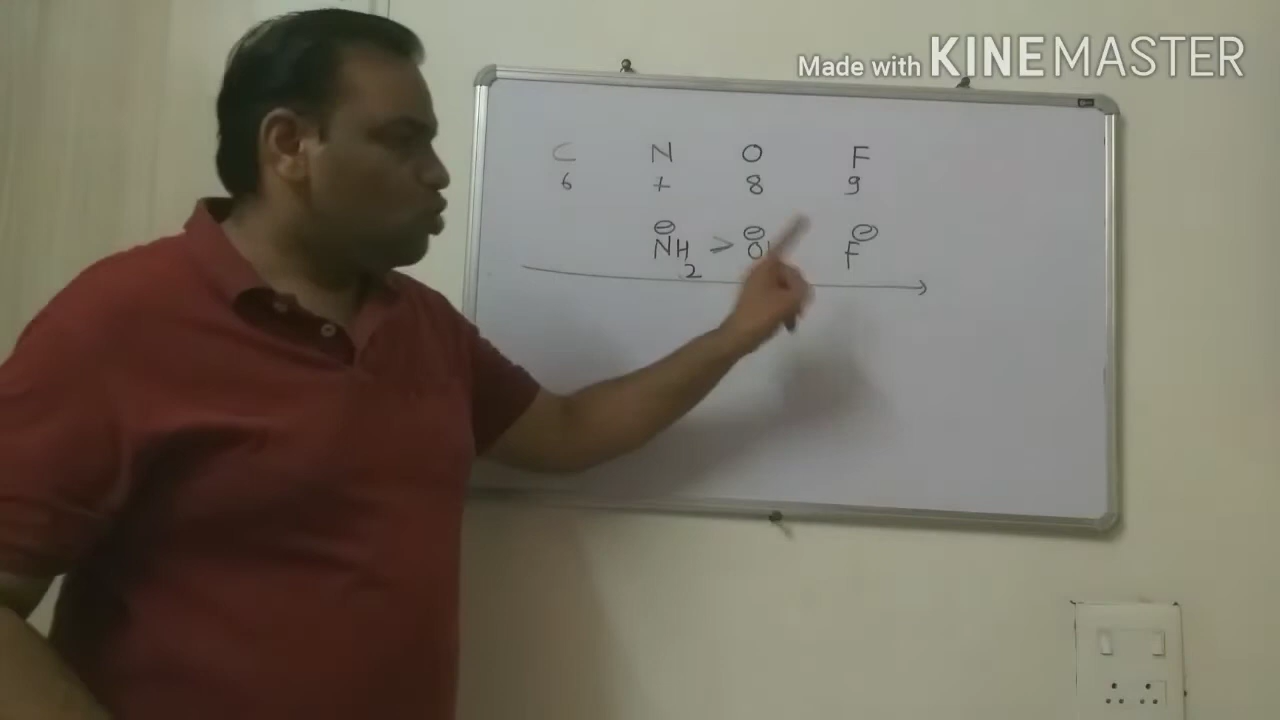 Made with KINEMASTER
C N O F
6 7 8 9
⊖ ⊖ ⊖
NH₂ > OH F